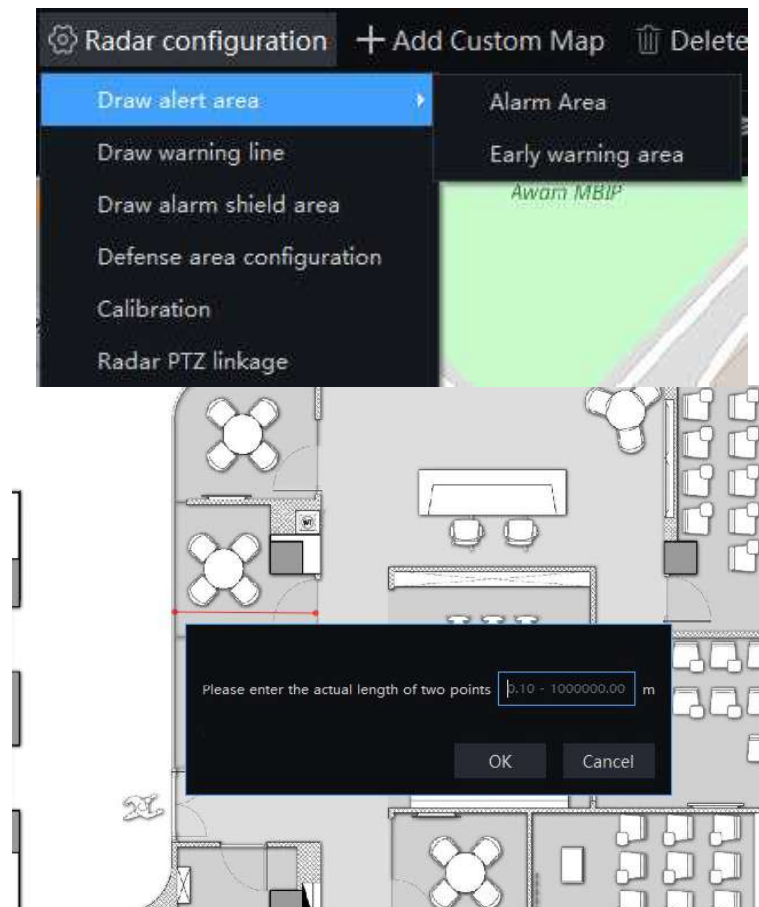 Radar configuration
Add Custom Map
Delete
Draw alert area
Alarm Area
Draw warning line
Early warning area
Draw alarm shield area
Awam MBIP
Defense area configuration
Calibration
Radar PTZ linkage
Please enter the actual length of two points 0.10 - 1000000.00 m
OK
Cancel